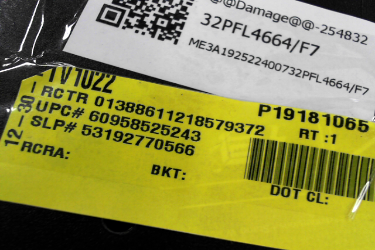 @@Damage@@-254832
32PFL4664/F7
ME3A192522400732PFL4664/F7
TV1022
P19181065
RCTR 01388611218579372
RT :1
UPC# 60958525243
SLP# 53192770566
12-30-
RCRA:
BKT:
DOT CL: